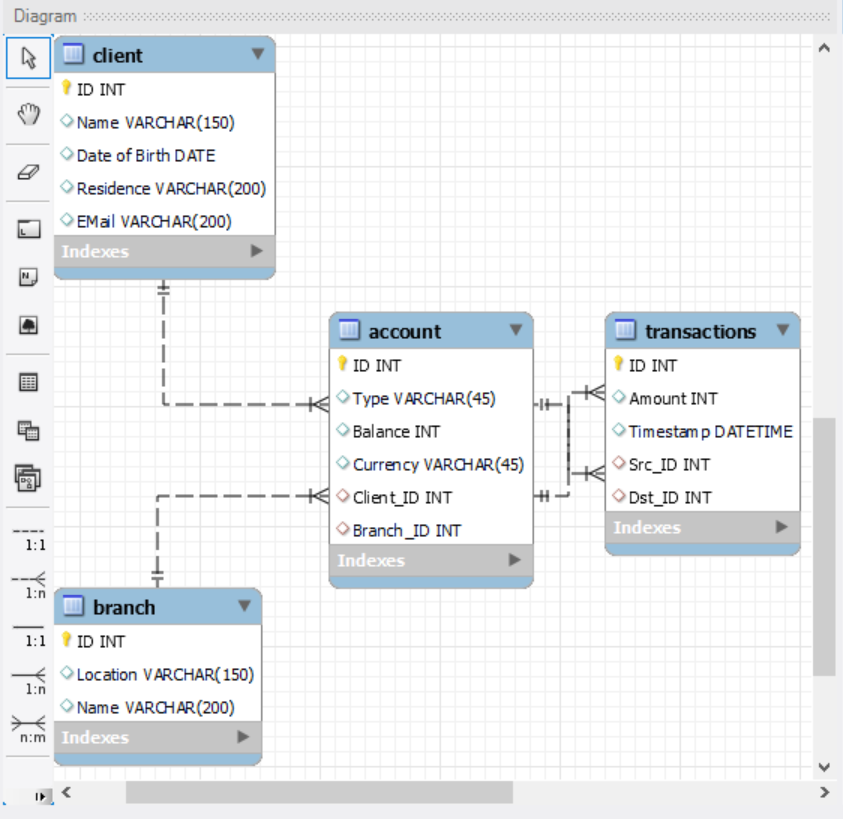 Diagram
client
ID INT
Name VARCHAR(150)
Date of Birth DATE
Residence VARCHAR(200)
EMail VARCHAR(200)
Indexes
account
ID INT
Type VARCHAR(45)
Balance INT
Currency VARCHAR(45)
Client_ID INT
Branch_ID INT
Indexes
transactions
ID INT
Amount INT
Timestamp DATETIME
Src_ID INT
Dst_ID INT
Indexes
branch
ID INT
Location VARCHAR(150)
Name VARCHAR(200)
Indexes
1:1
1:n
1:1
1:n
n:m